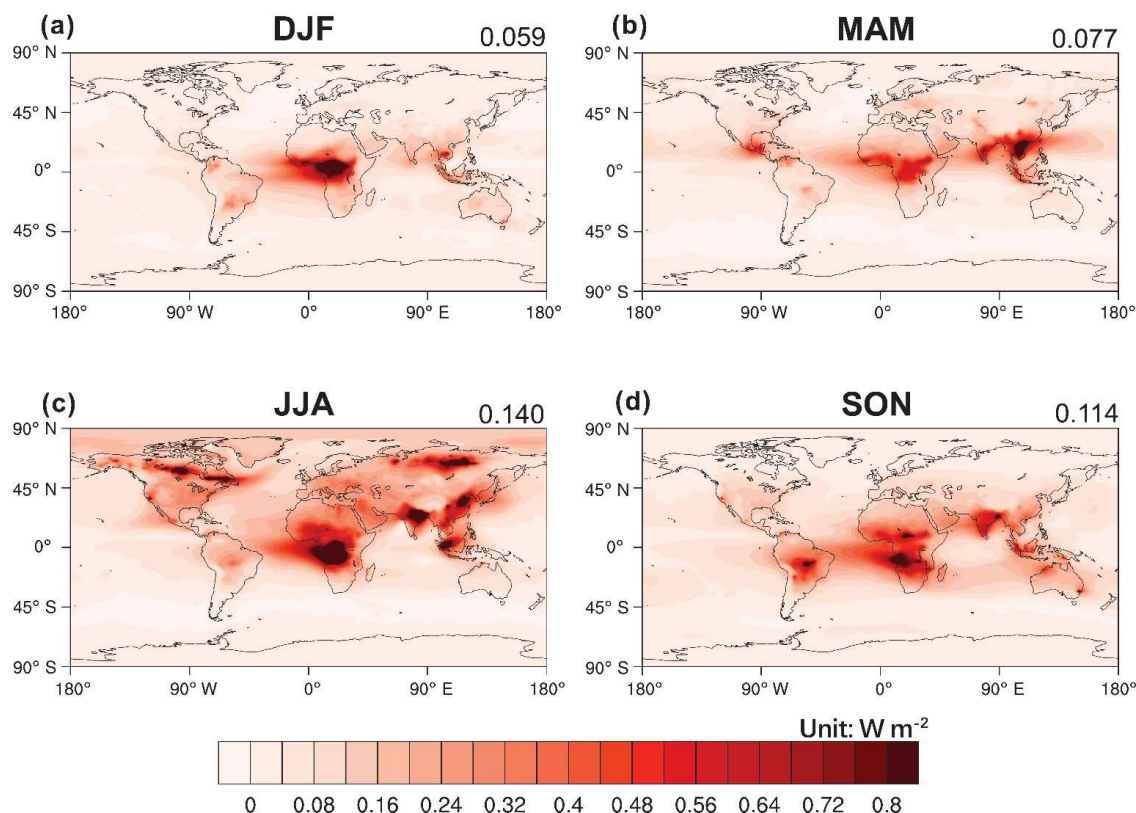 (a) DJF 0.059
90° N
45° N
0°
45° S
90° S
180° 90° W 0° 90° E 180°
(b) MAM 0.077
90° N
45° N
0°
45° S
90° S
180° 90° W 0° 90° E 180°
(c) JJA 0.140
90° N
45° N
0°
45° S
90° S
180° 90° W 0° 90° E 180°
(d) SON 0.114
90° N
45° N
0°
45° S
90° S
180° 90° W 0° 90° E 180°
Unit: W m⁻²
0 0.08 0.16 0.24 0.32 0.4 0.48 0.56 0.64 0.72 0.8